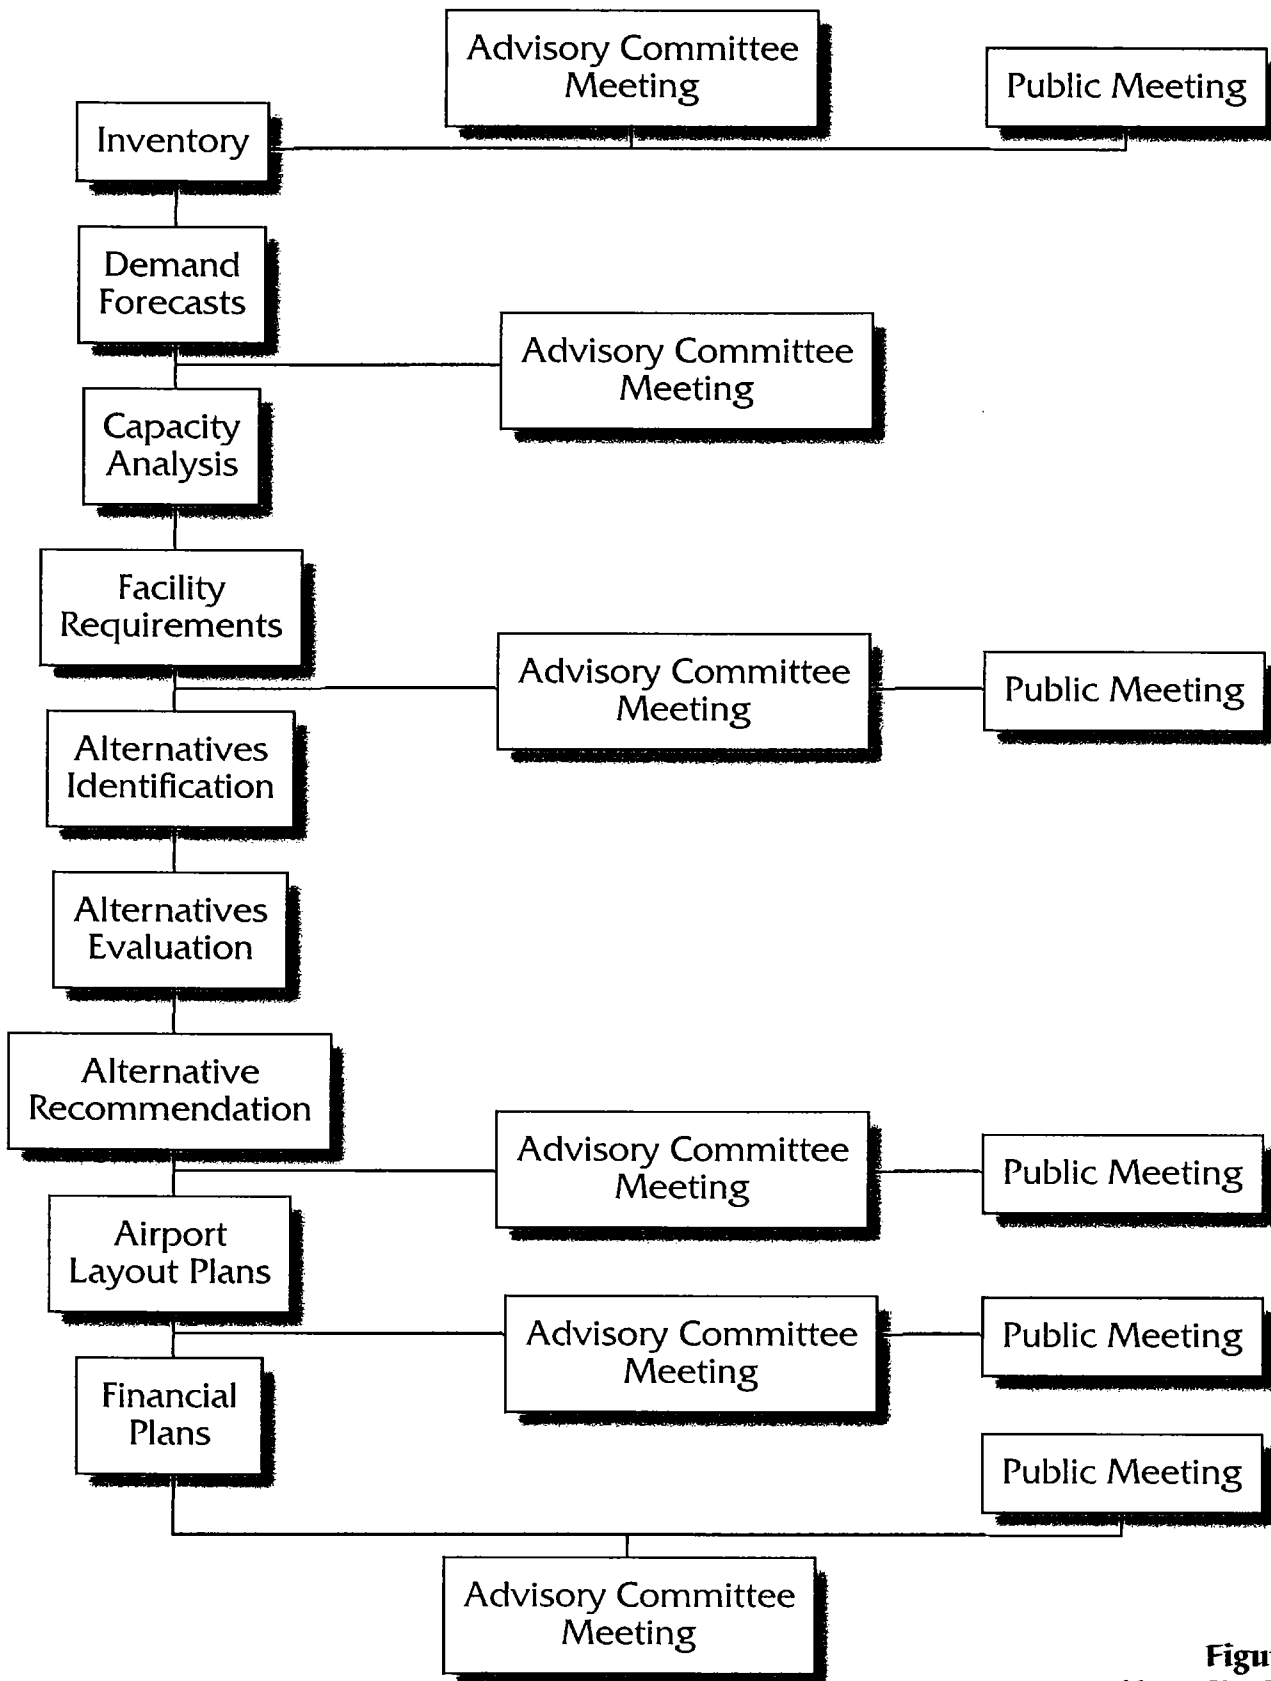 Advisory Committee
Meeting
Public Meeting
Inventory
Demand
Forecasts
Advisory Committee
Meeting
Capacity
Analysis
Facility
Requirements
Advisory Committee
Meeting
Public Meeting
Alternatives
Identification
Alternatives
Evaluation
Alternative
Recommendation
Advisory Committee
Meeting
Public Meeting
Airport
Layout Plans
Advisory Committee
Meeting
Public Meeting
Financial
Plans
Public Meeting
Advisory Committee
Meeting